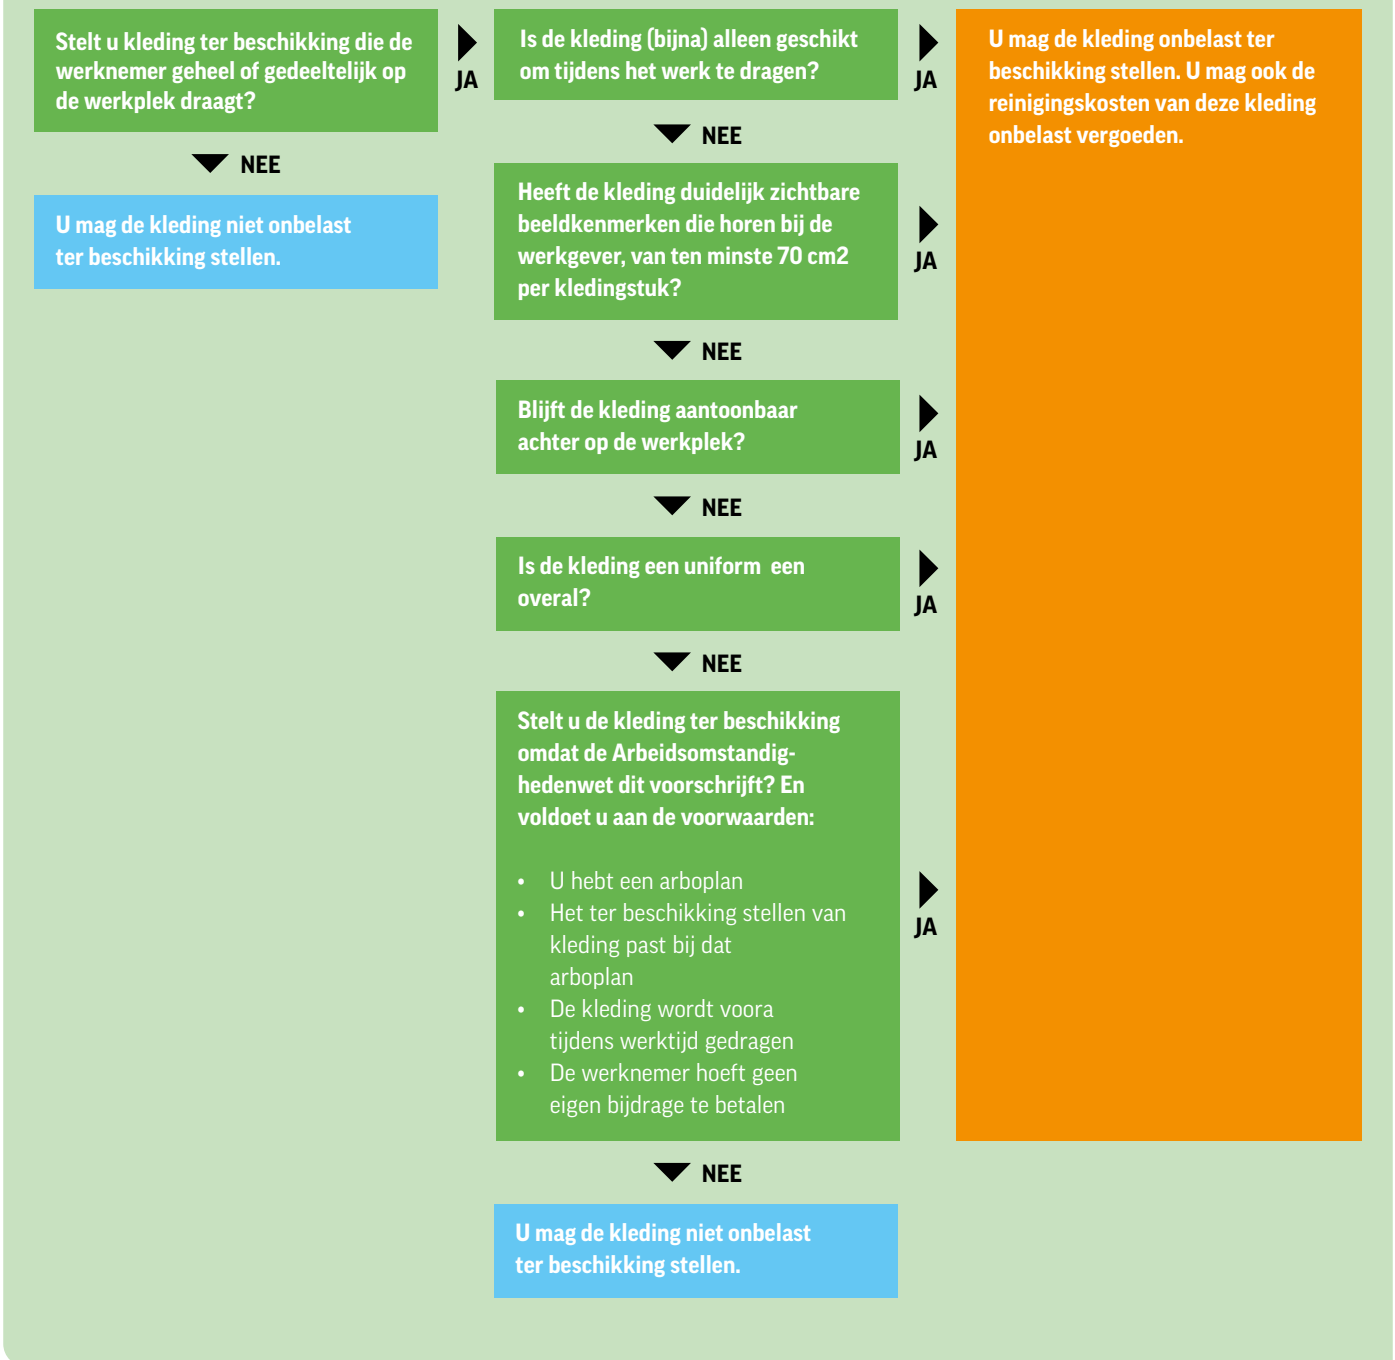 Stelt u kleding ter beschikking die de
werknemer geheel of gedeeltelijk op
de werkplek draagt?
JA
NEE
U mag de kleding niet onbelast
ter beschikking stellen.
Is de kleding (bijna) alleen geschikt
om tijdens het werk te dragen?
JA
NEE
Heeft de kleding duidelijk zichtbare
beeldkenmerken die horen bij de
werkgever, van ten minste 70 cm2
per kledingstuk?
JA
NEE
Blijft de kleding aantoonbaar
achter op de werkplek?
JA
NEE
Is de kleding een uniform  een
overal?
JA
NEE
Stelt u de kleding ter beschikking
omdat de Arbeidsomstandig-
hedenwet dit voorschrijft? En
voldoet u aan de voorwaarden:
• U hebt een arboplan
• Het ter beschikking stellen van
kleding past bij dat
arboplan
• De kleding wordt voora
tijdens werktijd gedragen
• De werknemer hoeft geen
eigen bijdrage te betalen
JA
NEE
U mag de kleding niet onbelast
ter beschikking stellen.
U mag de kleding onbelast ter
beschikking stellen. U mag ook de
reinigingskosten van deze kleding
onbelast vergoeden.